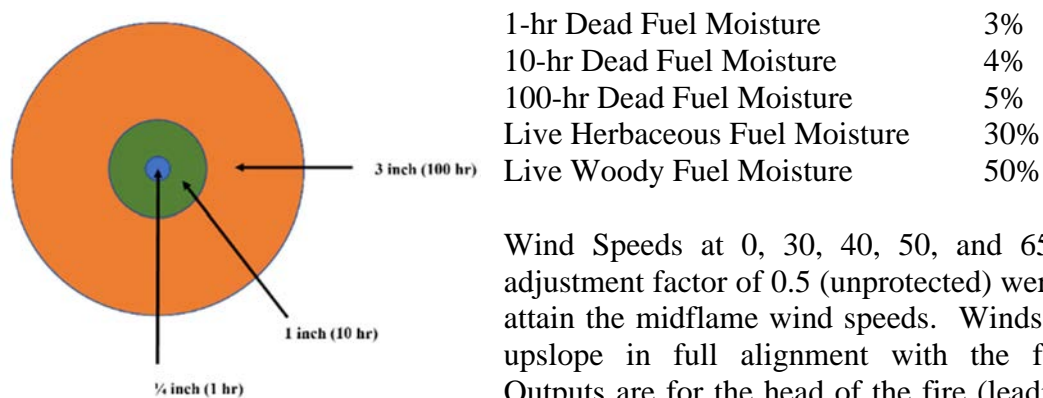 3 inch (100 hr)
1 inch (10 hr)
¼ inch (1 hr)
1-hr Dead Fuel Moisture 3%
10-hr Dead Fuel Moisture 4%
100-hr Dead Fuel Moisture 5%
Live Herbaceous Fuel Moisture 30%
Live Woody Fuel Moisture 50%
Wind Speeds at 0, 30, 40, 50, and 65
adjustment factor of 0.5 (unprotected) wer
attain the midflame wind speeds. Winds
upslope in full alignment with the f
Outputs are for the head of the fire (lead